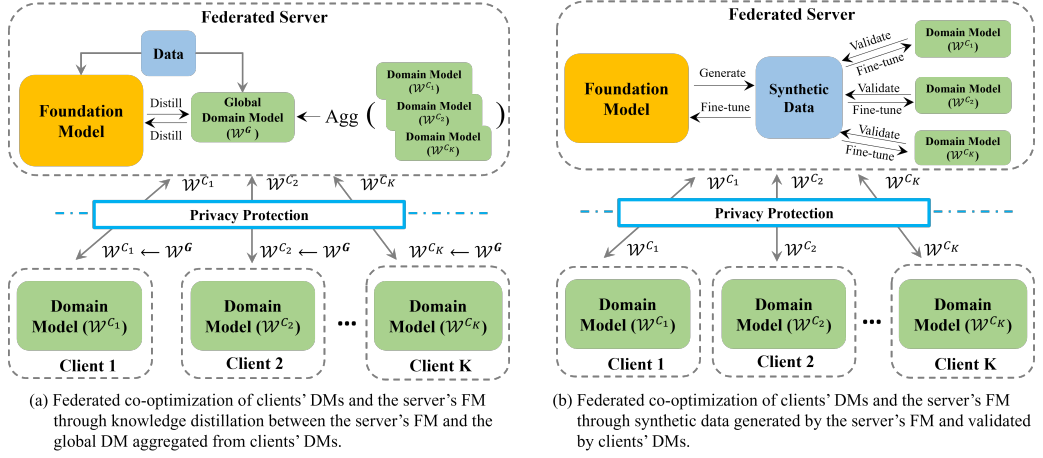 Federated Server
Data
Foundation
Model
Distill
Distill
Global
Domain Model
(𝒲ᴳ)
Agg
(
Domain Model
(𝒲^{C_1})
Domain Model
(𝒲^{C_2})
Domain Model
(𝒲^{C_K})
)
𝒲^{C_1}
𝒲^{C_2}
𝒲^{C_K}
Privacy Protection
𝒲^{C_1} ← 𝒲^G
𝒲^{C_2} ← 𝒲^G
𝒲^{C_K} ← 𝒲^G
Domain
Model (𝒲^{C_1})
Client 1
Domain
Model (𝒲^{C_2})
Client 2
...
Domain
Model (𝒲^{C_K})
Client K
(a) Federated co-optimization of clients' DMs and the server's FM
through knowledge distillation between the server's FM and the
global DM aggregated from clients' DMs.
Federated Server
Foundation
Model
Generate
Fine-tune
Synthetic
Data
Validate
Fine-tune
Domain Model
(𝒲^{C_1})
Validate
Fine-tune
Domain Model
(𝒲^{C_2})
Validate
Fine-tune
Domain Model
(𝒲^{C_K})
𝒲^{C_1}
𝒲^{C_2}
𝒲^{C_K}
Privacy Protection
𝒲^{C_1}
𝒲^{C_2}
𝒲^{C_K}
Domain
Model (𝒲^{C_1})
Client 1
Domain
Model (𝒲^{C_2})
Client 2
...
Domain
Model (𝒲^{C_K})
Client K
(b) Federated co-optimization of clients' DMs and the server's FM
through synthetic data generated by the server's FM and validated
by clients' DMs.